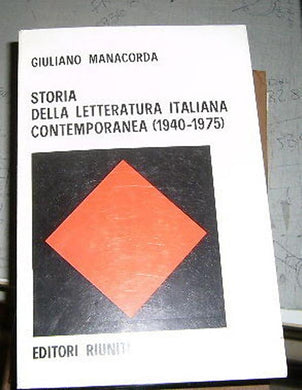 GIULIANO MANACORDA
STORIA
DELLA LETTERATURA ITALIANA
CONTEMPORANEA (1940-1975)
EDITORI RIUNITI